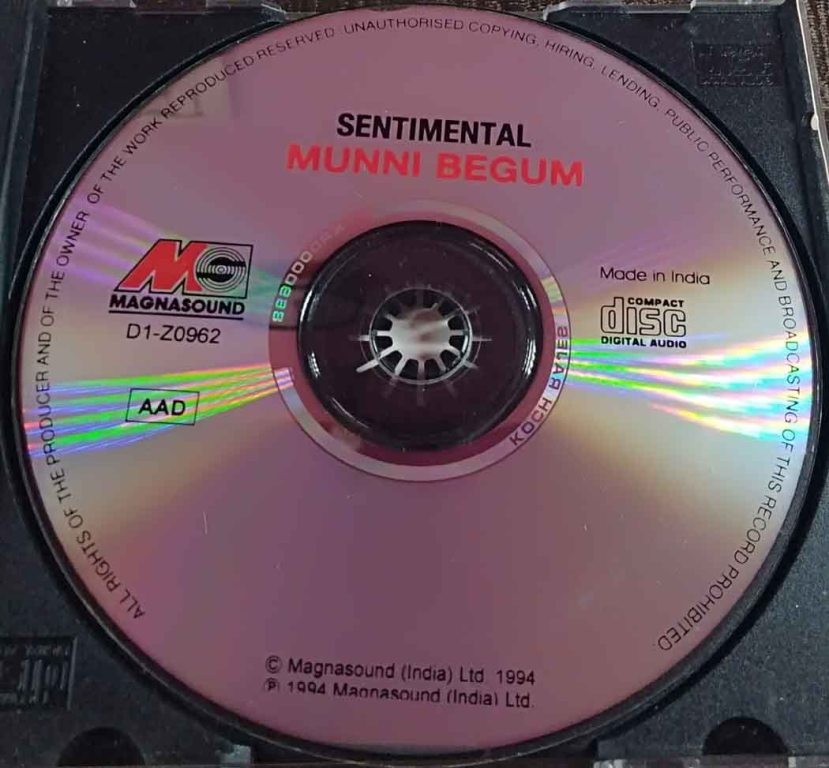 ALL RIGHTS OF THE PRODUCER AND OF THE OWNER OF THE WORK REPRODUCED RESERVED. UNAUTHORISED COPYING, HIRING, LENDING, PUBLIC PERFORMANCE AND BROADCASTING OF THIS RECORD PROHIBITED
SENTIMENTAL
MUNNI BEGUM
MAGNASOUND
D1-Z0962
AAD
Made in India
COMPACT
disc
DIGITAL AUDIO
KOCH
© Magnasound (India) Ltd. 1994
℗ 1994 Magnasound (India) Ltd.